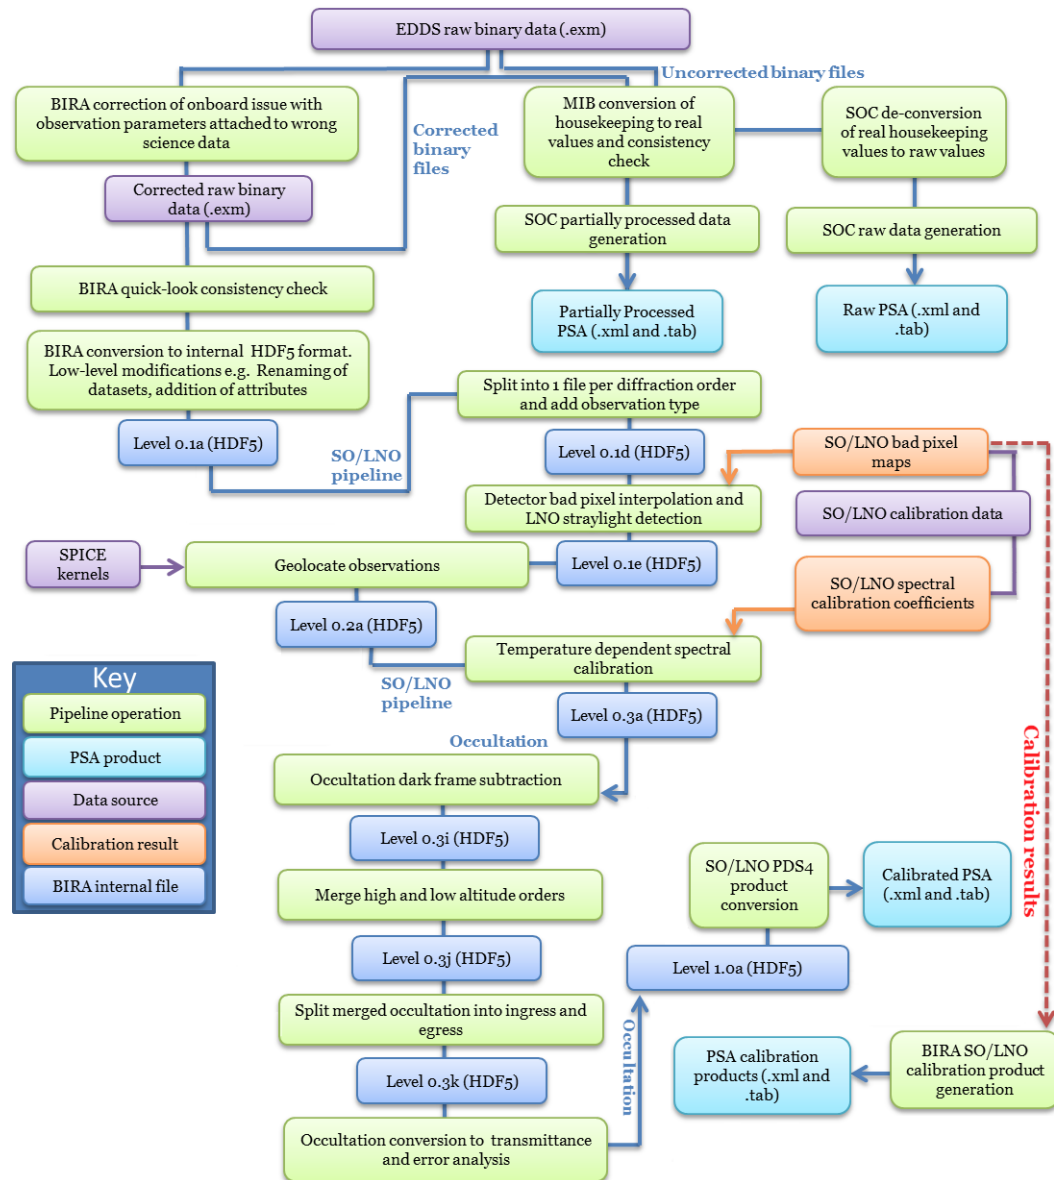 EDDS raw binary data (.exm)
Uncorrected binary files
BIRA correction of onboard issue with
observation parameters attached to wrong
science data
Corrected
binary
files
MIB conversion of
housekeeping to real
values and consistency
check
SOC de-conversion
of real housekeeping
values to raw values
Corrected raw binary
data (.exm)
SOC partially processed data
generation
SOC raw data generation
BIRA quick-look consistency check
Partially Processed
PSA (.xml and .tab)
Raw PSA (.xml and
.tab)
BIRA conversion to internal HDF5 format.
Low-level modifications e.g. Renaming of
datasets, addition of attributes
Split into 1 file per diffraction order
and add observation type
Level 0.1a (HDF5)
SO/LNO
pipeline
Level 0.1d (HDF5)
SO/LNO bad pixel
maps
Detector bad pixel interpolation and
LNO straylight detection
SO/LNO calibration data
SPICE
kernels
Geolocate observations
Level 0.1e (HDF5)
SO/LNO spectral
calibration coefficients
Level 0.2a (HDF5)
Temperature dependent spectral
calibration
SO/LNO
pipeline
Level 0.3a (HDF5)
Key
Pipeline operation
PSA product
Data source
Calibration result
BIRA internal file
Occultation
Occultation dark frame subtraction
Level 0.3i (HDF5)
Merge high and low altitude orders
Level 0.3j (HDF5)
Split merged occultation into ingress and
egress
Level 0.3k (HDF5)
Occultation conversion to transmittance
and error analysis
Occultation
Level 1.0a (HDF5)
SO/LNO PDS4
product
conversion
Calibrated PSA
(.xml and .tab)
Calibration results
BIRA SO/LNO
calibration product
generation
PSA calibration
products (.xml and
.tab)